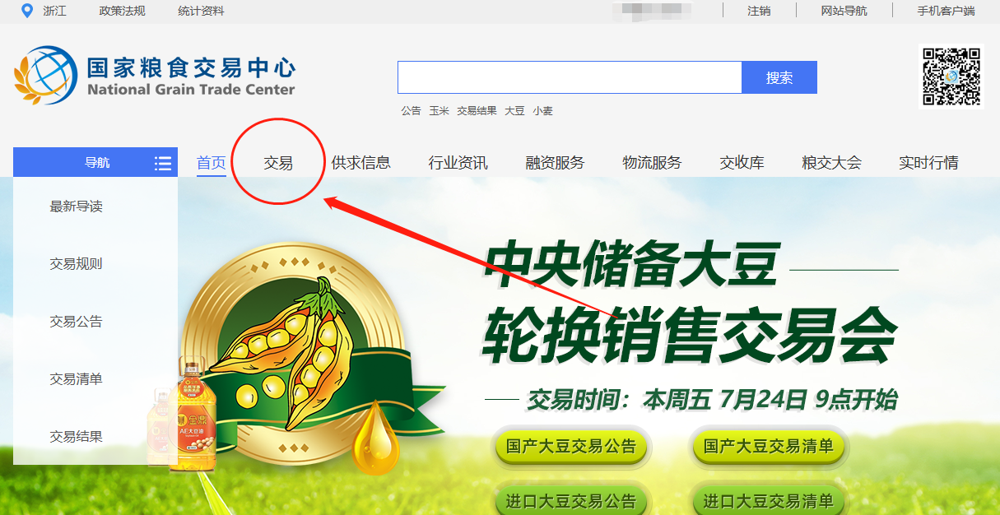 浙江 政策法规 统计资料 注销 网站导航 手机客户端
国家粮食交易中心
National Grain Trade Center
搜索
公告 玉米 交易结果 大豆 小麦
导航 首页 交易 供求信息 行业资讯 融资服务 物流服务 交收库 粮交大会 实时行情
最新导读
交易规则
交易公告
交易清单
交易结果
中央储备大豆
轮换销售交易会
交易时间：本周五 7月24日 9点开始
国产大豆交易公告 国产大豆交易清单
进口大豆交易公告 进口大豆交易清单
金鼎
AE大豆油